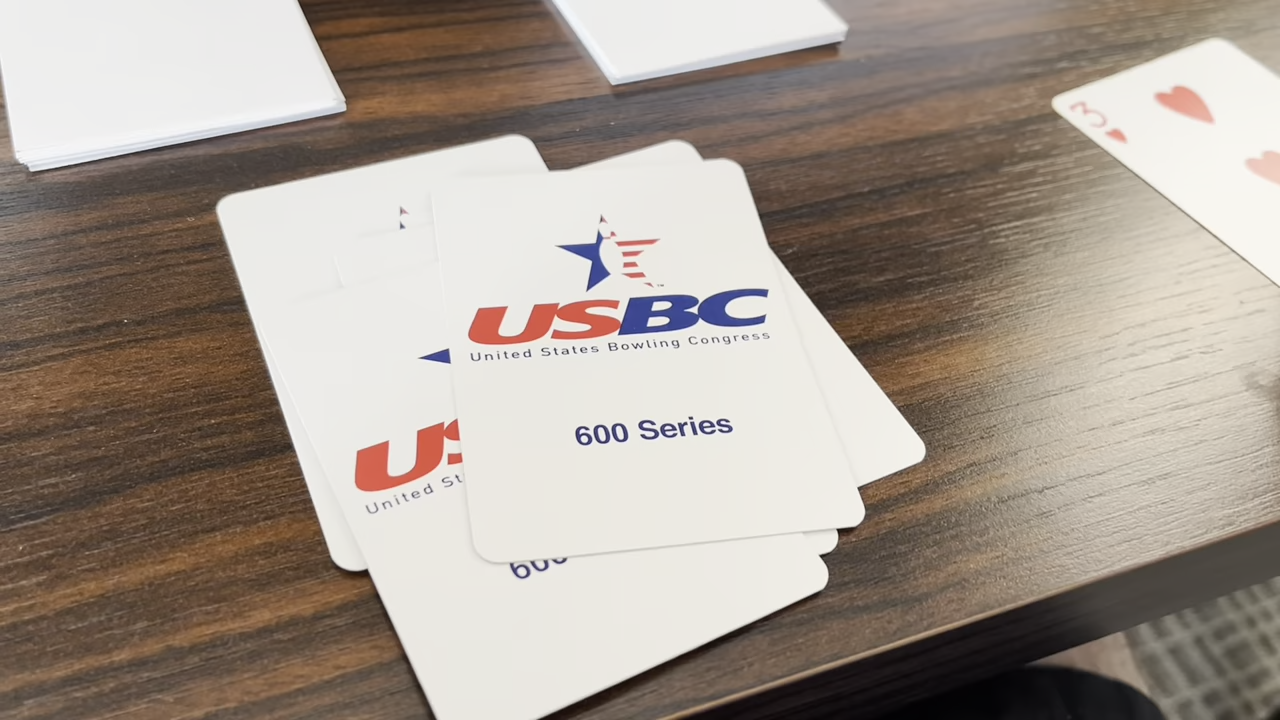 3
USBC
United States Bowling Congress
600 Series
US
United St
600